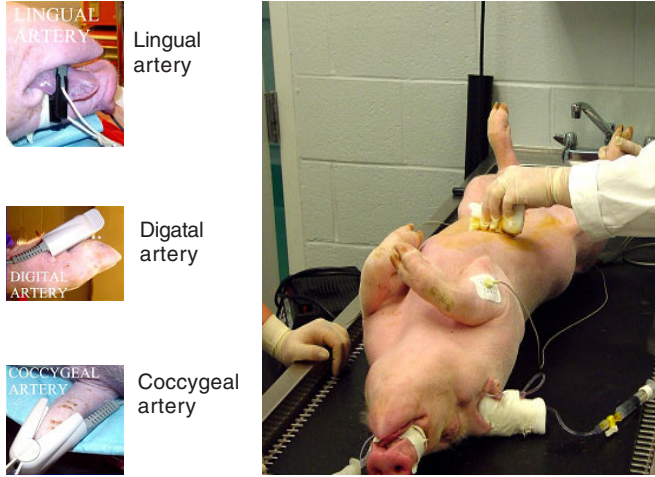 LINGUAL
ARTERY
Lingual
artery
Digatal
artery
DIGITAL
ARTERY
COCCYGEAL
ARTERY
Coccygeal
artery